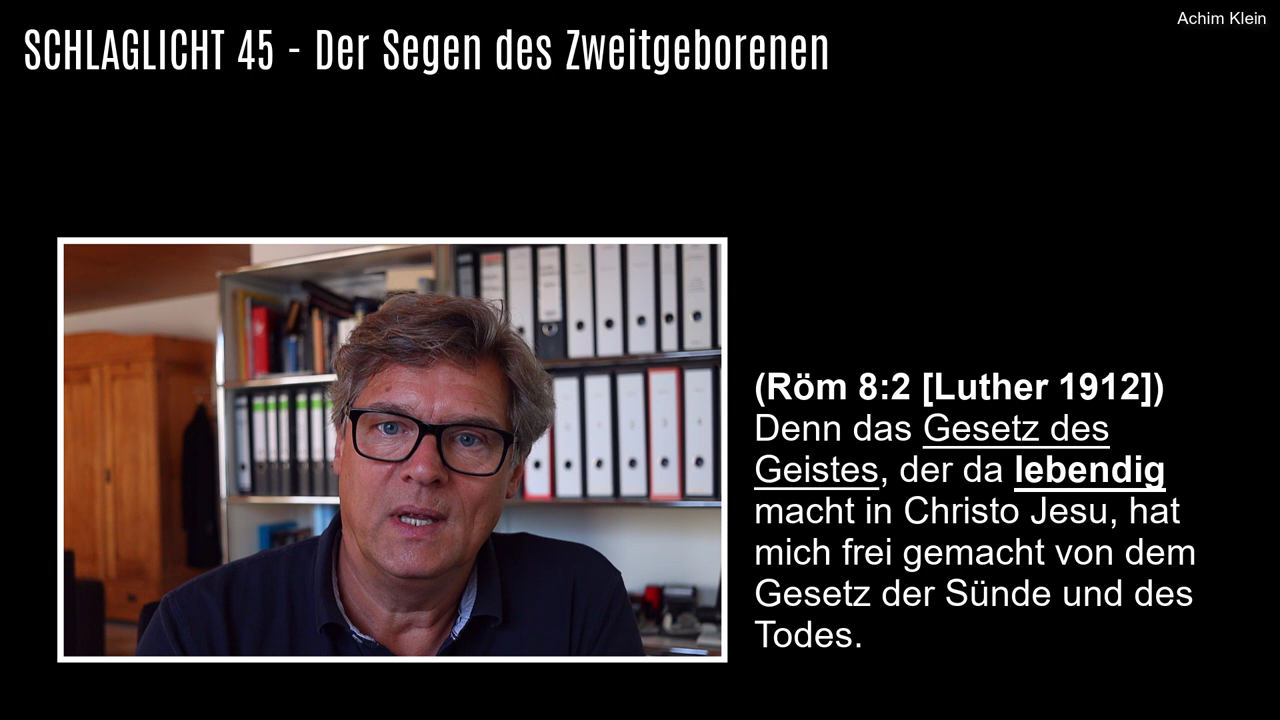 Achim Klein
SCHLAGLICHT 45 - Der Segen des Zweitgeborenen
(Röm 8:2 [Luther 1912])
Denn das Gesetz des
Geistes, der da lebendig
macht in Christo Jesu, hat
mich frei gemacht von dem
Gesetz der Sünde und des
Todes.